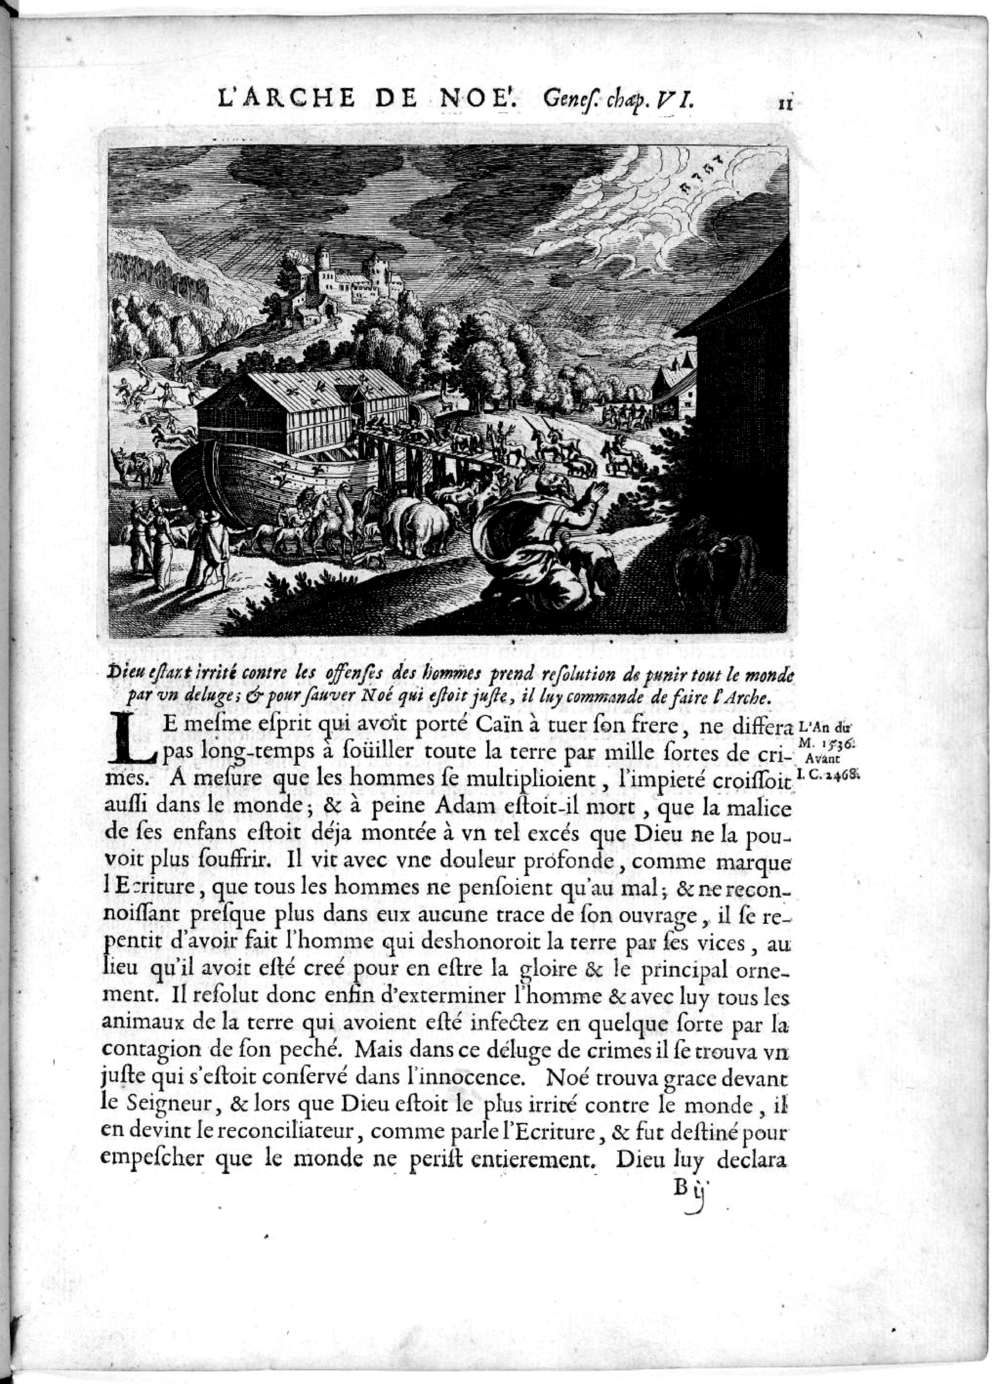 L'ARCHE DE NOE'. Geneſ. chap. VI. 11
Dieu eſtant irrité contre les offenſes des hommes prend reſolution de punir tout le monde
par vn deluge; & pour ſauver Noé qui eſtoit juſte, il luy commande de faire l'Arche.
LE meſme eſprit qui avoit porté Caïn à tuer ſon frere, ne differa
pas long-temps à ſoüiller toute la terre par mille ſortes de cri-
mes. A meſure que les hommes ſe multiplioient, l'impieté croiſſoit
auſſi dans le monde; & à peine Adam eſtoit-il mort, que la malice
de ſes enfans eſtoit déja montée à vn tel excés que Dieu ne la pou-
voit plus ſouffrir. Il vit avec vne douleur profonde, comme marque
l Ecriture, que tous les hommes ne penſoient qu'au mal; & ne recon-
noiſſant preſque plus dans eux aucune trace de ſon ouvrage, il ſe re-
pentit d'avoir fait l'homme qui deshonoroit la terre par ſes vices, au
lieu qu'il avoit eſté creé pour en eſtre la gloire & le principal orne-
ment. Il reſolut donc enfin d'exterminer l'homme & avec luy tous les
animaux de la terre qui avoient eſté infectez en quelque ſorte par la
contagion de ſon peché. Mais dans ce déluge de crimes il ſe trouva vn
juſte qui s'eſtoit conſervé dans l'innocence. Noé trouva grace devant
le Seigneur, & lors que Dieu eſtoit le plus irrité contre le monde, il
en devint le reconciliateur, comme parle l'Ecriture, & fut deſtiné pour
empeſcher que le monde ne periſt entierement. Dieu luy declara
L'An du
M. 1536.
Avant
I. C. 2468.
B ij